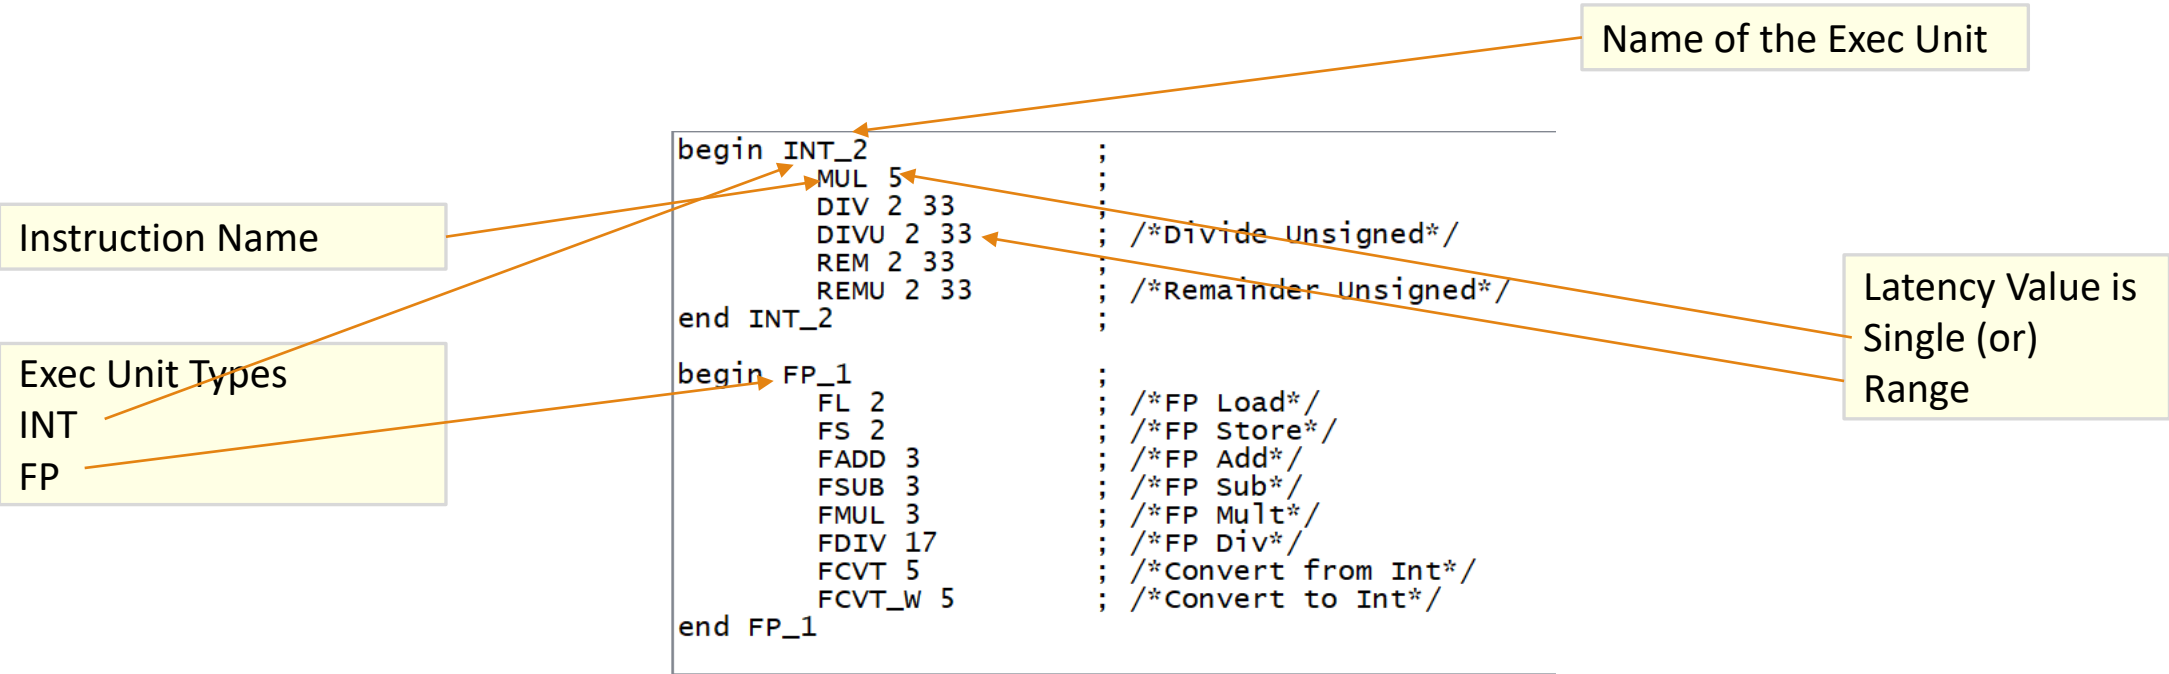 Name of the Exec Unit
begin INT_2 ;
MUL 5 ;
DIV 2 33 ;
DIVU 2 33 ; /*Divide Unsigned*/
REM 2 33 ;
REMU 2 33 ; /*Remainder Unsigned*/
end INT_2 ;
begin FP_1 ;
FL 2 ; /*FP Load*/
FS 2 ; /*FP Store*/
FADD 3 ; /*FP Add*/
FSUB 3 ; /*FP Sub*/
FMUL 3 ; /*FP Mult*/
FDIV 17 ; /*FP Div*/
FCVT 5 ; /*Convert from Int*/
FCVT_W 5 ; /*Convert to Int*/
end FP_1
Instruction Name
Exec Unit Types
INT
FP
Latency Value is
Single (or)
Range